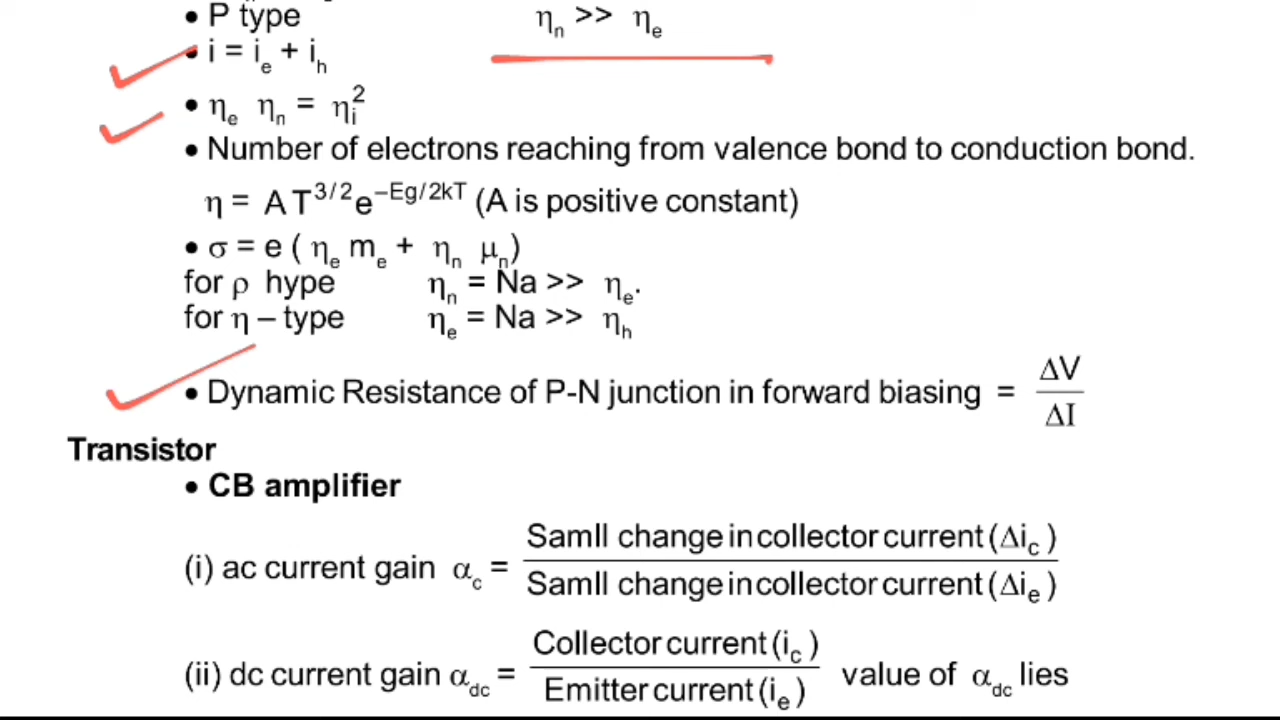 • P type η_n >> η_e
• i = i_e + i_h
• η_e η_n = η_i^2
• Number of electrons reaching from valence bond to conduction bond.
η = A T^{3/2} e^{−Eg/2kT} (A is positive constant)
• σ = e ( η_e m_e + η_n μ_n)
for ρ hype η_n = Na >> η_e.
for η – type η_e = Na >> η_h
• Dynamic Resistance of P-N junction in forward biasing = ΔV / ΔI
Transistor
• CB amplifier
(i) ac current gain α_c = Samll change in collector current (Δi_c) / Samll change in collector current (Δi_e)
(ii) dc current gain α_dc = Collector current (i_c) / Emitter current (i_e) value of α_dc lies